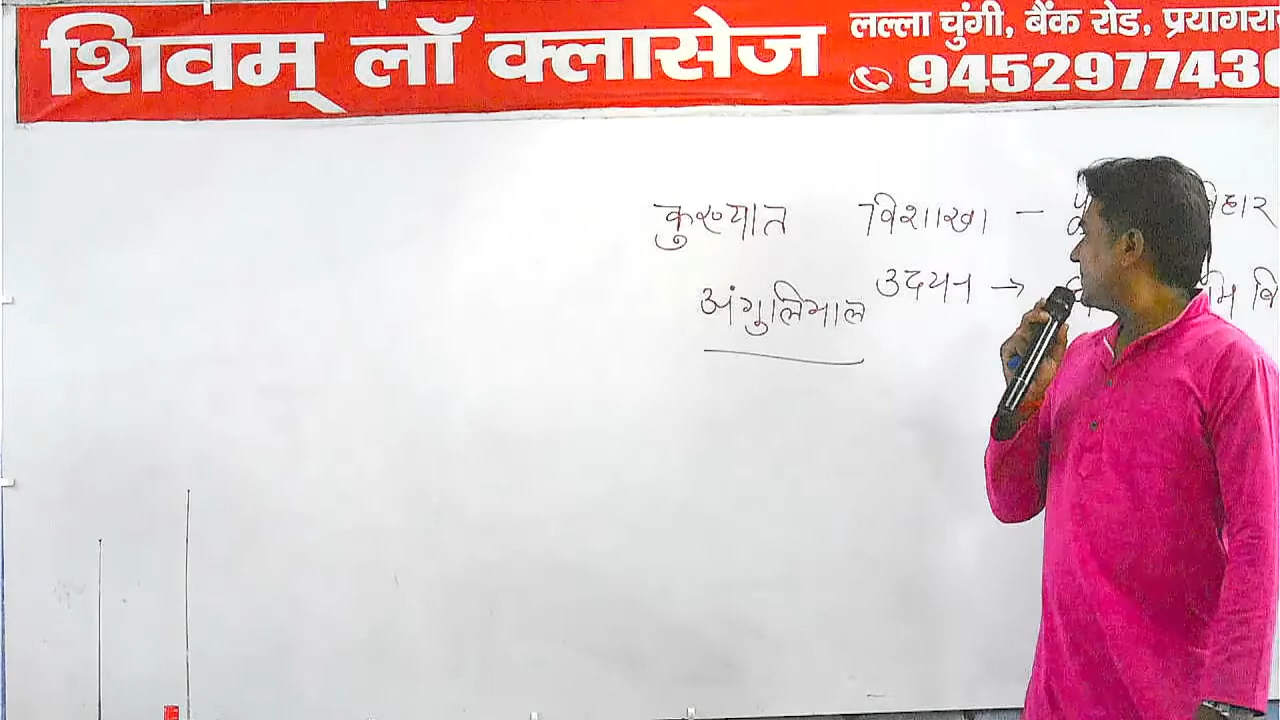 शिवम् लॉ क्लासेज
लल्ला चुंगी, बैंक रोड, प्रयागरा
945297743
कुख्यात विशाखा –
उदयन →
अंगुलिमाल